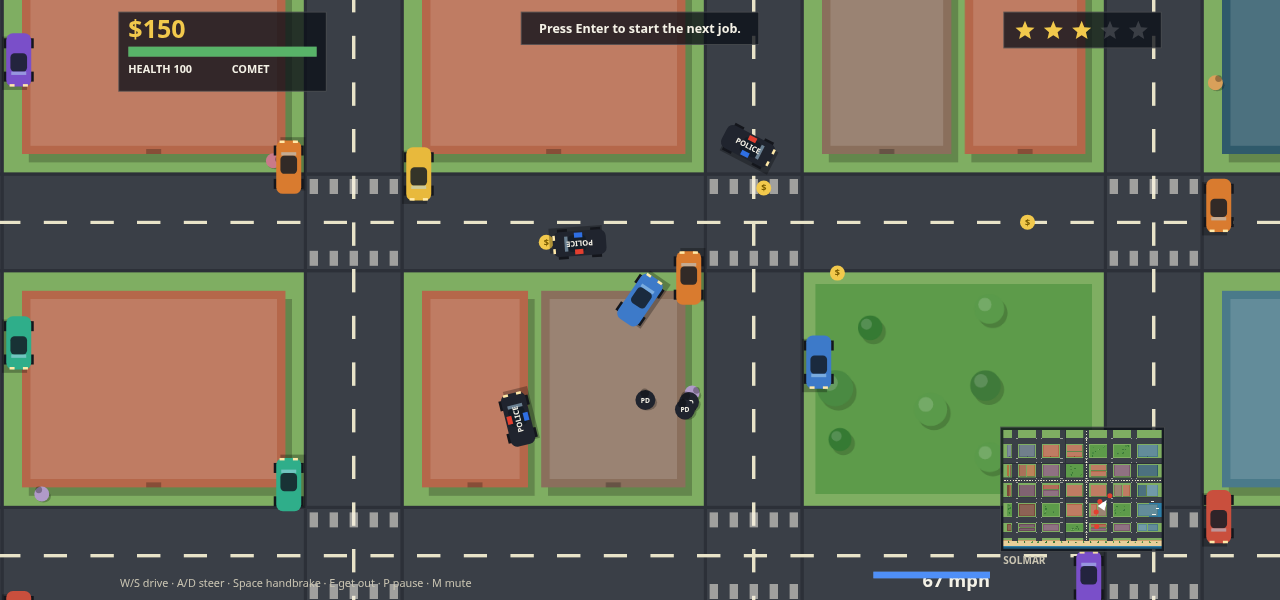 $150
HEALTH 100 COMET
Press Enter to start the next job.
POLICE
$
$
POLICE
$
$
POLICE
PD
PD
SOLMAR
W/S drive · A/D steer · Space handbrake · E get out · P pause · M mute
67 mph